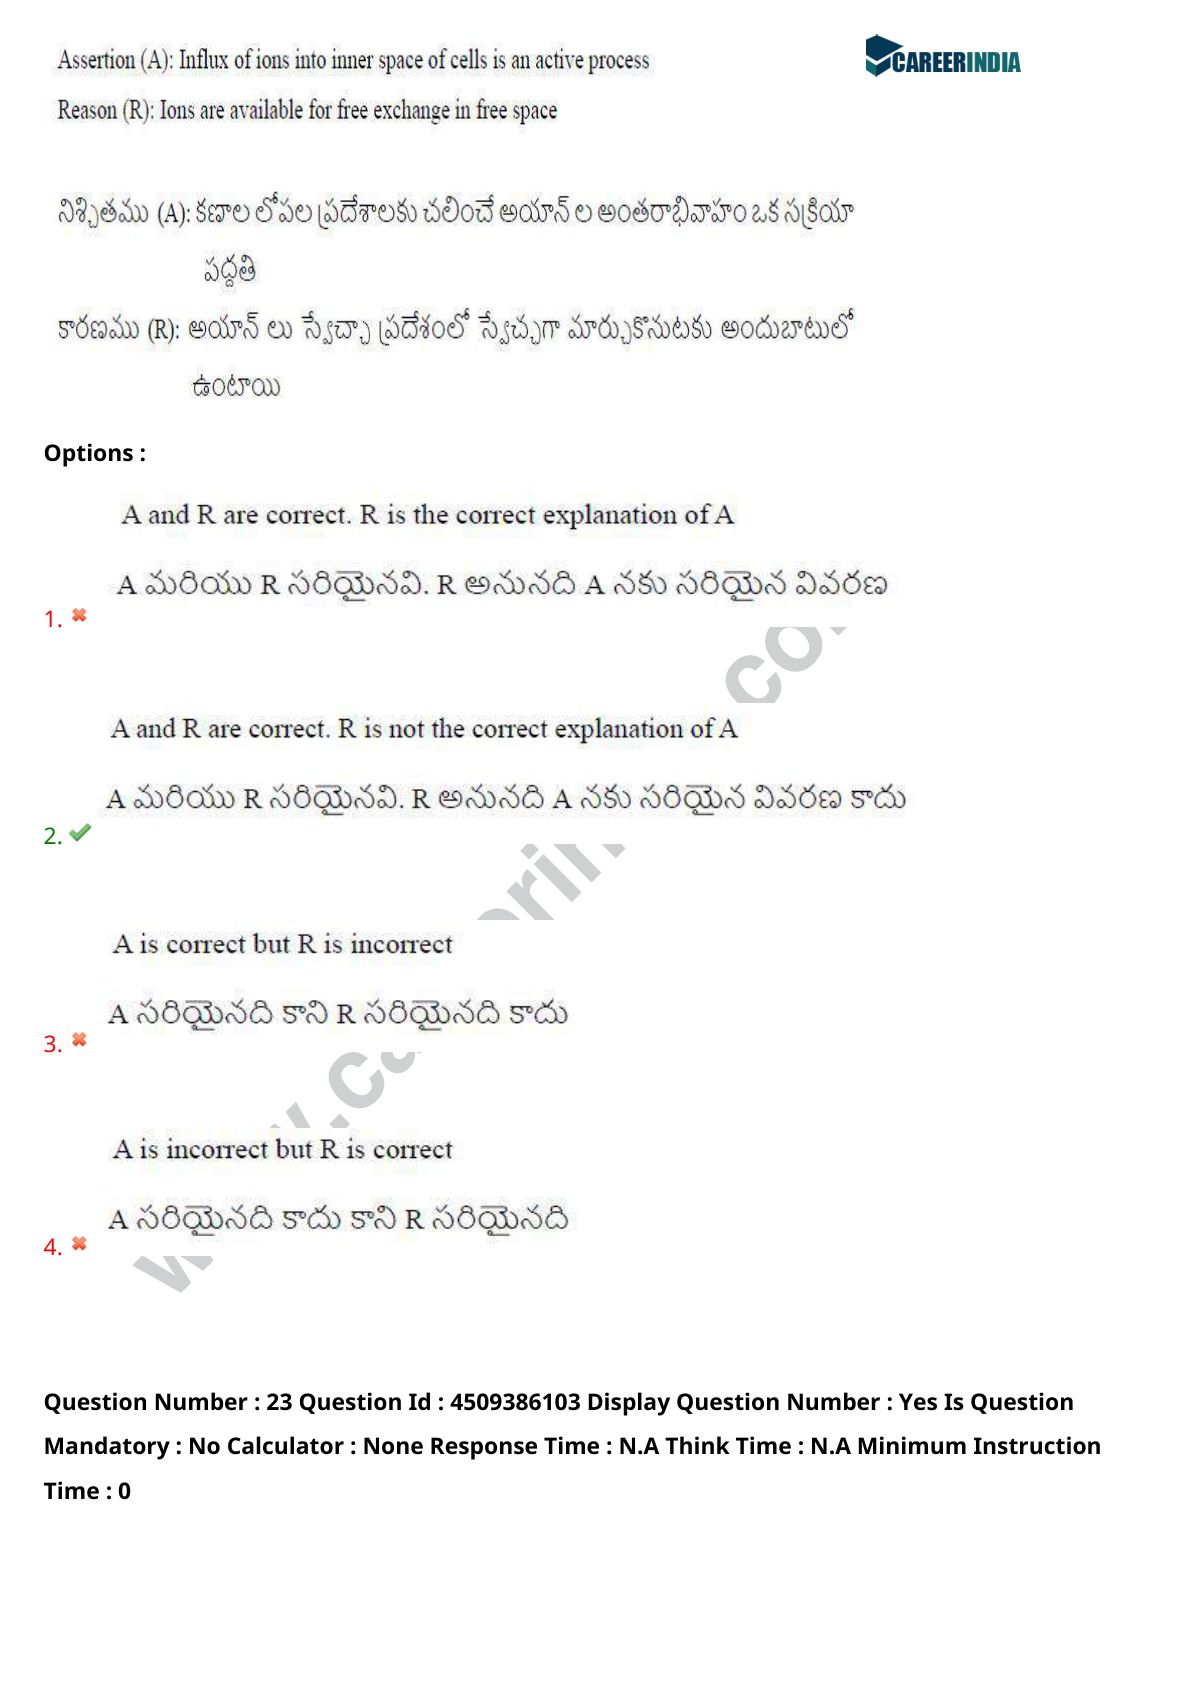 CAREERINDIA
Assertion (A): Influx of ions into inner space of cells is an active process
Reason (R): Ions are available for free exchange in free space
నిశ్చితము (A): కణాల లోపల ప్రదేశాలకు చలించే అయాన్ ల అంతరాభివాహం ఒక సక్రియా
పద్ధతి
కారణము (R): అయాన్ లు స్వేచ్ఛా ప్రదేశంలో స్వేచ్ఛగా మార్చుకొనుటకు అందుబాటులో
ఉంటాయి
Options :
A and R are correct. R is the correct explanation of A
A మరియు R సరియైనవి. R అనునది A నకు సరియైన వివరణ
1.
A and R are correct. R is not the correct explanation of A
A మరియు R సరియైనవి. R అనునది A నకు సరియైన వివరణ కాదు
2.
A is correct but R is incorrect
A సరియైనది కాని R సరియైనది కాదు
3.
A is incorrect but R is correct
A సరియైనది కాదు కాని R సరియైనది
4.
Question Number : 23 Question Id : 4509386103 Display Question Number : Yes Is Question
Mandatory : No Calculator : None Response Time : N.A Think Time : N.A Minimum Instruction
Time : 0